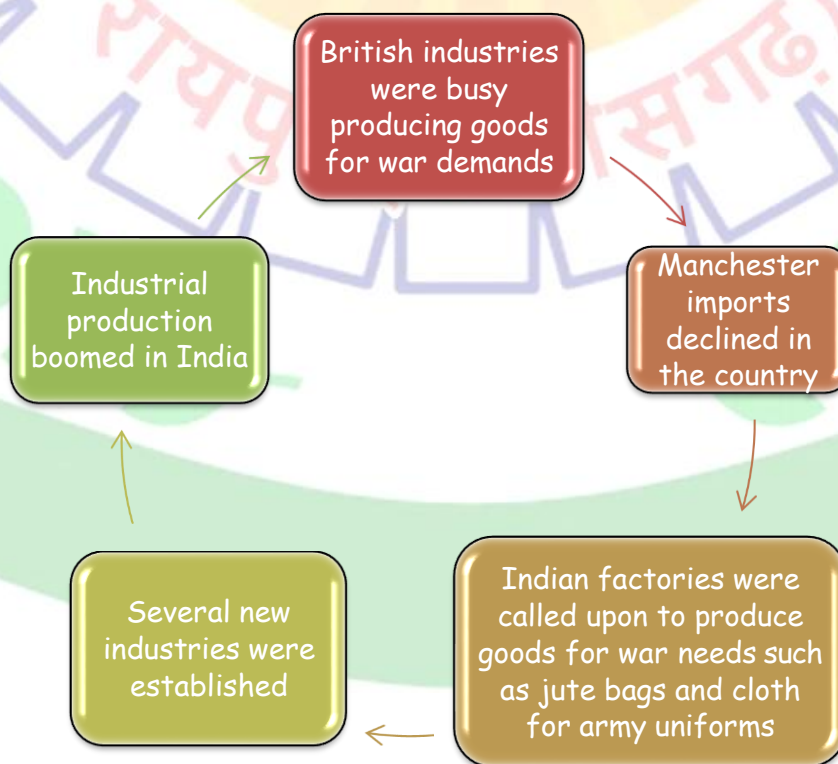 British industries
were busy
producing goods
for war demands
Manchester
imports
declined in
the country
Indian factories were
called upon to produce
goods for war needs such
as jute bags and cloth
for army uniforms
Several new
industries were
established
Industrial
production
boomed in India